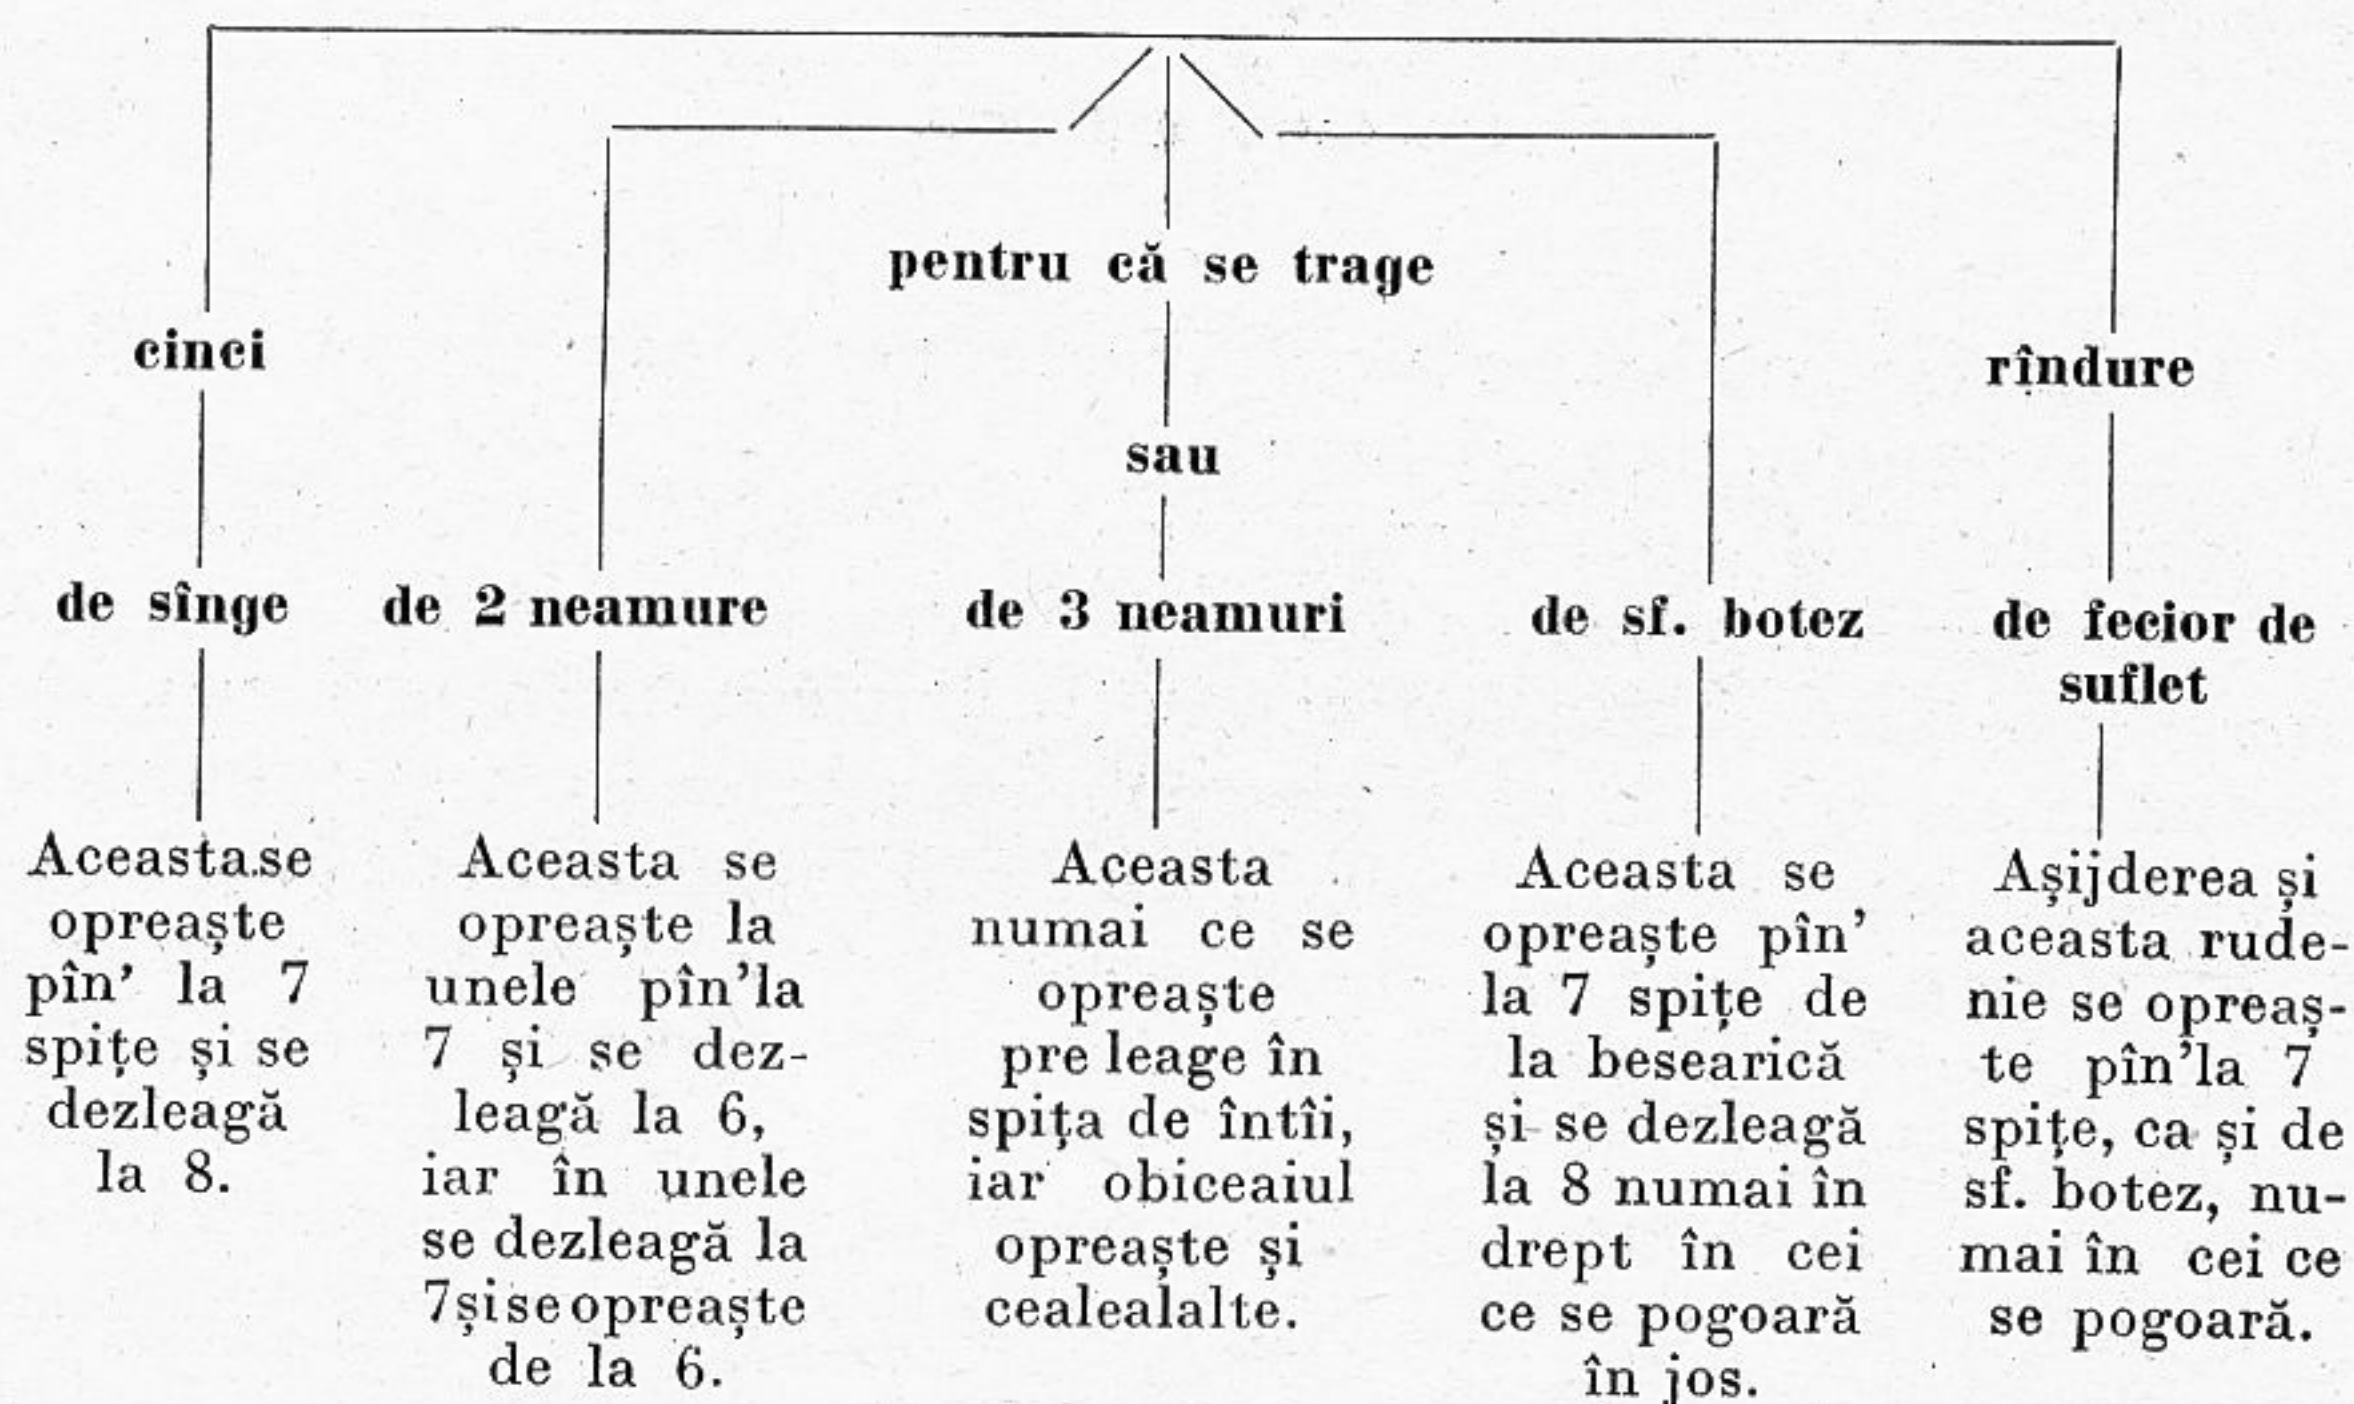 pentru că se trage
cinci
rîndure
sau
de sînge
de 2 neamure
de 3 neamuri
de sf. botez
de fecior de
suflet
Aceasta se
opreaște
pîn’ la 7
spițe și se
dezleagă
la 8.
Aceasta se
opreaște la
unele pîn’la
7 și se dez-
leagă la 6,
iar în unele
se dezleagă la
7 și se opreaște
de la 6.
Aceasta
numai ce se
opreaște
pre leage în
spița de întîi,
iar obiceaiul
opreaște și
cealealalte.
Aceasta se
opreaște pîn’
la 7 spițe de
la besearică
și se dezleagă
la 8 numai în
drept în cei
ce se pogoară
în jos.
Așijderea și
aceasta rude-
nie se opreaș-
te pîn’la 7
spițe, ca și de
sf. botez, nu-
mai în cei ce
se pogoară.